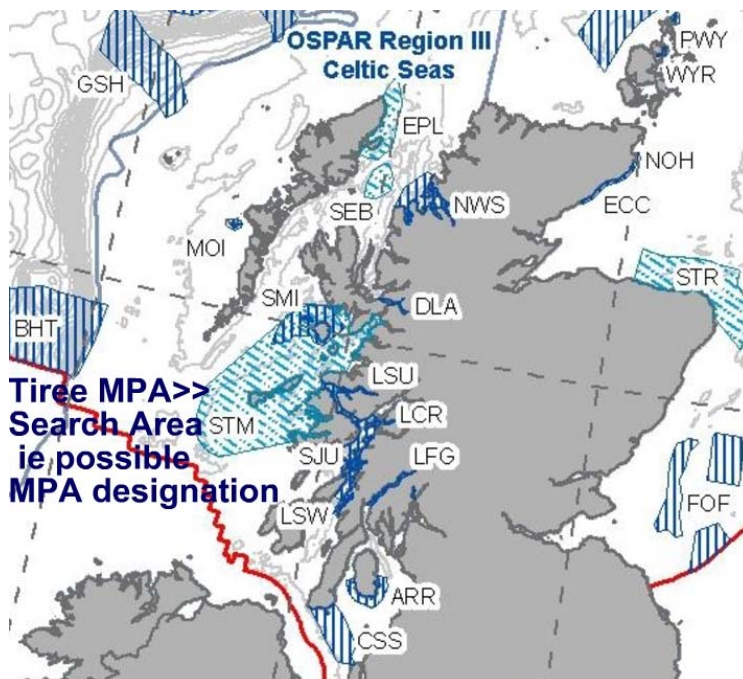 OSPAR Region III
Celtic Seas
PWY
WYR
GSH
EPL
NOH
SEB
NWS
ECC
MOI
STR
SMI
DLA
BHT
Tiree MPA>>
Search Area
ie possible
MPA designation
LSU
STM
LCR
SJU
LFG
FOF
LSW
ARR
CSS